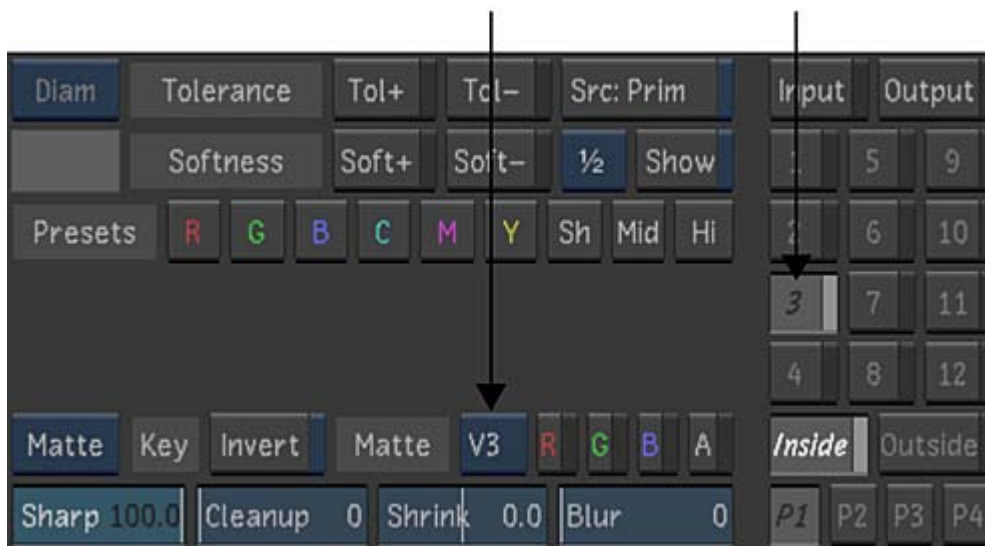 Diam Tolerance Tol+ Tol− Src: Prim Input Output
Softness Soft+ Soft− ½ Show 1 5 9
Presets R G B C M Y Sh Mid Hi 2 6 10
3 7 11
4 8 12
Matte Key Invert Matte V3 R G B A Inside Outside
Sharp 100.0 Cleanup 0 Shrink 0.0 Blur 0 P1 P2 P3 P4